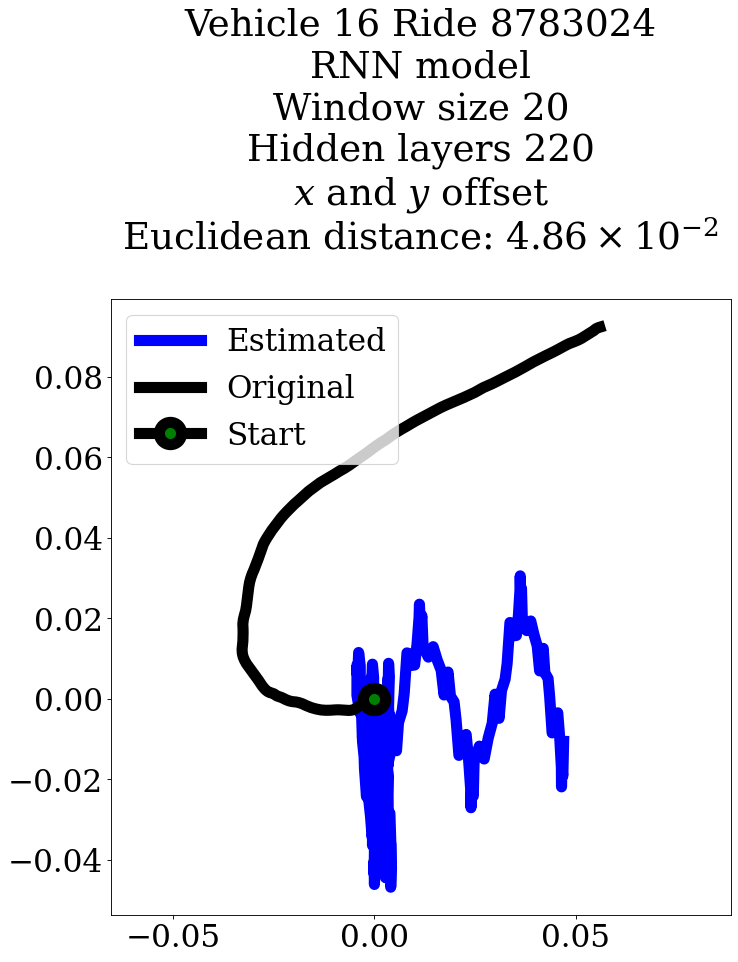 Vehicle 16 Ride 8783024
RNN model
Window size 20
Hidden layers 220
x and y offset
Euclidean distance: 4.86 × 10⁻²
Estimated
Original
Start
0.08
0.06
0.04
0.02
0.00
−0.02
−0.04
−0.05
0.00
0.05